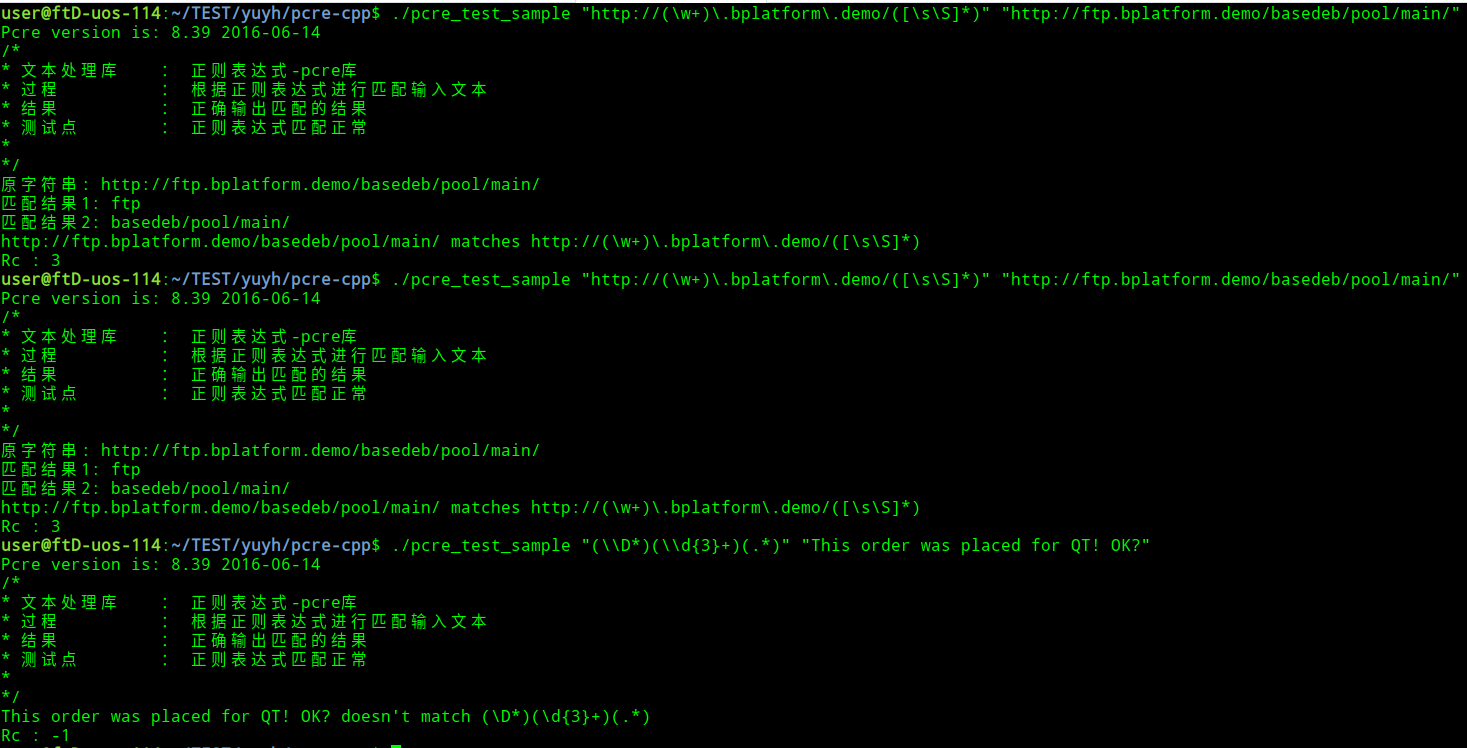 user@ftD-uos-114:~/TEST/yuyh/pcre-cpp$ ./pcre_test_sample "http://(\w+)\.bplatform\.demo/([\s\S]*)" "http://ftp.bplatform.demo/basedeb/pool/main/"
Pcre version is: 8.39 2016-06-14
/*
* 文本处理库 : 正则表达式-pcre库
* 过程 : 根据正则表达式进行匹配输入文本
* 结果 : 正确输出匹配的结果
* 测试点 : 正则表达式匹配正常
*
*/
原字符串: http://ftp.bplatform.demo/basedeb/pool/main/
匹配结果1: ftp
匹配结果2: basedeb/pool/main/
http://ftp.bplatform.demo/basedeb/pool/main/ matches http://(\w+)\.bplatform\.demo/([\s\S]*)
Rc : 3
user@ftD-uos-114:~/TEST/yuyh/pcre-cpp$ ./pcre_test_sample "http://(\w+)\.bplatform\.demo/([\s\S]*)" "http://ftp.bplatform.demo/basedeb/pool/main/"
Pcre version is: 8.39 2016-06-14
/*
* 文本处理库 : 正则表达式-pcre库
* 过程 : 根据正则表达式进行匹配输入文本
* 结果 : 正确输出匹配的结果
* 测试点 : 正则表达式匹配正常
*
*/
原字符串: http://ftp.bplatform.demo/basedeb/pool/main/
匹配结果1: ftp
匹配结果2: basedeb/pool/main/
http://ftp.bplatform.demo/basedeb/pool/main/ matches http://(\w+)\.bplatform\.demo/([\s\S]*)
Rc : 3
user@ftD-uos-114:~/TEST/yuyh/pcre-cpp$ ./pcre_test_sample "(\\D*)(\\d{3}+)(.*)" "This order was placed for QT! OK?"
Pcre version is: 8.39 2016-06-14
/*
* 文本处理库 : 正则表达式-pcre库
* 过程 : 根据正则表达式进行匹配输入文本
* 结果 : 正确输出匹配的结果
* 测试点 : 正则表达式匹配正常
*
*/
This order was placed for QT! OK? doesn't match (\D*)(\d{3}+)(.*)
Rc : -1